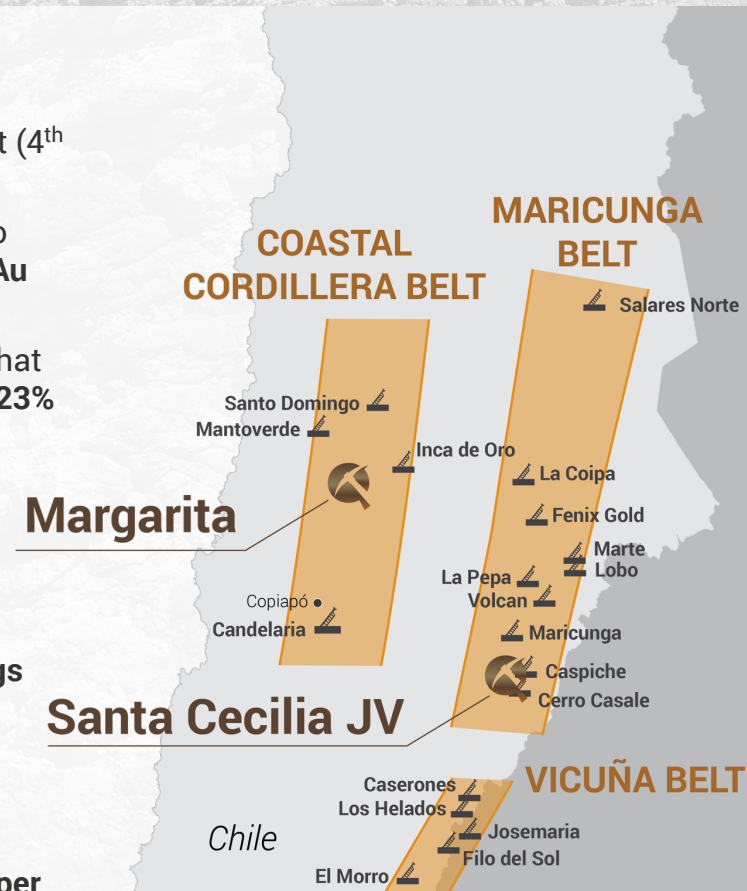 t (4th
Au
hat
23%
gs
per
MARICUNGA
BELT
COASTAL
CORDILLERA BELT
Salares Norte
Santo Domingo
Mantoverde
Inca de Oro
La Coipa
Margarita
Fenix Gold
Marte
Lobo
La Pepa
Volcan
Copiapó
Candelaria
Maricunga
Caspiche
Cerro Casale
Santa Cecilia JV
VICUÑA BELT
Caserones
Los Helados
Chile
Josemaria
Filo del Sol
El Morro